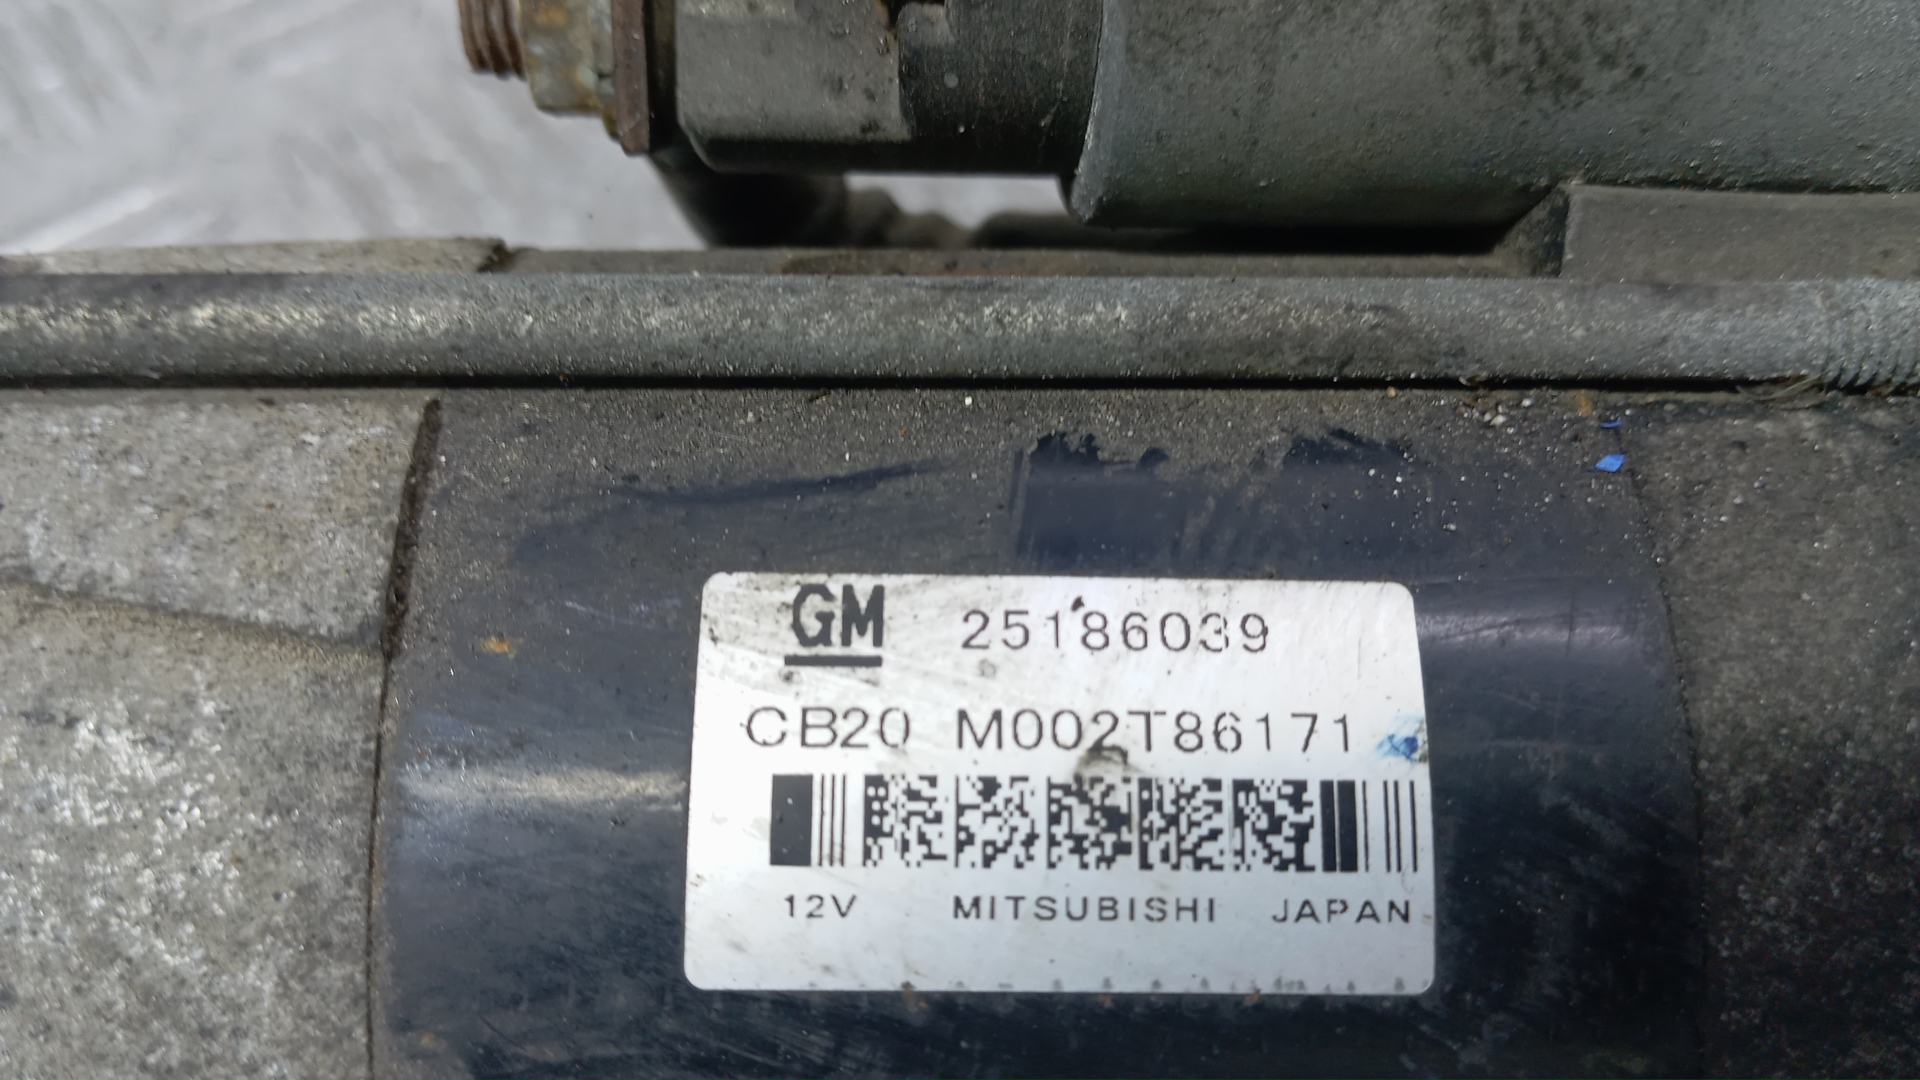 GM 25186039
CB20 M002T86171
12V MITSUBISHI JAPAN